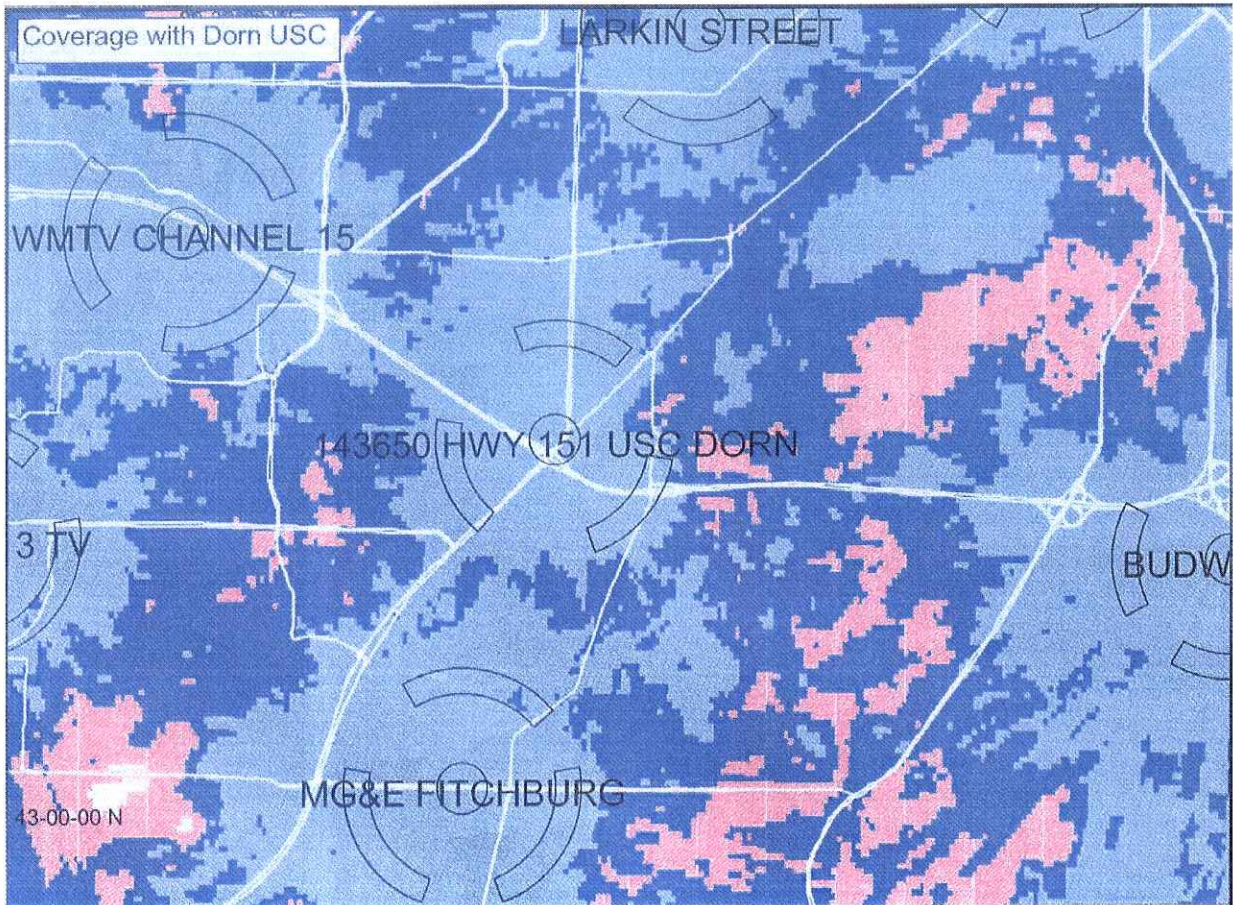 Coverage with Dorn USC
LARKIN STREET
WMTV CHANNEL 15
143650 HWY 151 USC DORN
3 TV
BUDW
MG&E FITCHBURG
43-00-00 N